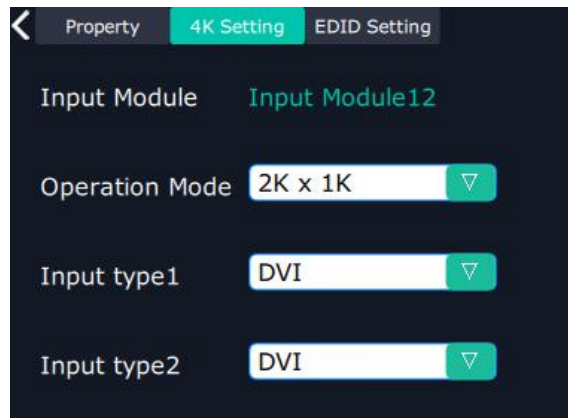 Property 4K Setting EDID Setting
Input Module Input Module12
Operation Mode 2K x 1K
Input type1 DVI
Input type2 DVI